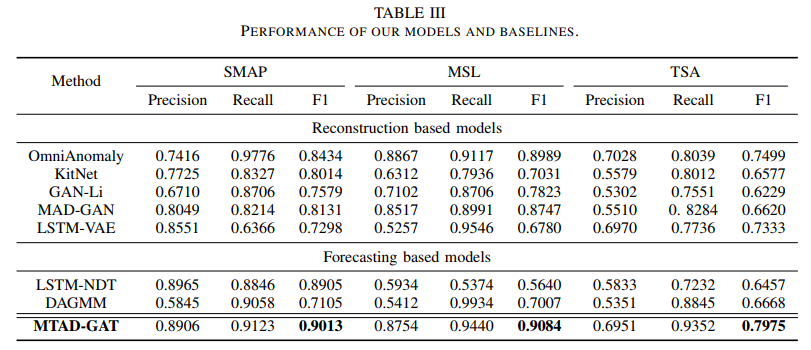 TABLE III
PERFORMANCE OF OUR MODELS AND BASELINES.
Method SMAP MSL TSA
Precision Recall F1 Precision Recall F1 Precision Recall F1
Reconstruction based models
OmniAnomaly 0.7416 0.9776 0.8434 0.8867 0.9117 0.8989 0.7028 0.8039 0.7499
KitNet 0.7725 0.8327 0.8014 0.6312 0.7936 0.7031 0.5579 0.8012 0.6577
GAN-Li 0.6710 0.8706 0.7579 0.7102 0.8706 0.7823 0.5302 0.7551 0.6229
MAD-GAN 0.8049 0.8214 0.8131 0.8517 0.8991 0.8747 0.5510 0. 8284 0.6620
LSTM-VAE 0.8551 0.6366 0.7298 0.5257 0.9546 0.6780 0.6970 0.7736 0.7333
Forecasting based models
LSTM-NDT 0.8965 0.8846 0.8905 0.5934 0.5374 0.5640 0.5833 0.7232 0.6457
DAGMM 0.5845 0.9058 0.7105 0.5412 0.9934 0.7007 0.5351 0.8845 0.6668
MTAD-GAT 0.8906 0.9123 0.9013 0.8754 0.9440 0.9084 0.6951 0.9352 0.7975